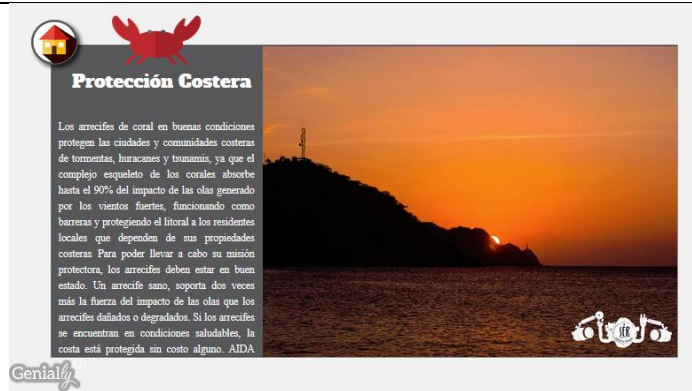 Protección Costera
Los arrecifes de coral en buenas condiciones
protegen las ciudades y comunidades costeras
de tormentas, huracanes y tsunamis, ya que el
complejo esqueleto de los corales absorbe
hasta el 90% del impacto de las olas generado
por los vientos fuertes, funcionando como
barreras y protegiendo el litoral a los residentes
locales que dependen de sus propiedades
costeras. Para poder llevar a cabo su misión
protectora, los arrecifes deben estar en buen
estado. Un arrecife sano, soporta dos veces
más la fuerza del impacto de las olas que los
arrecifes dañados o degradados. Si los arrecifes
se encuentran en condiciones saludables, la
costa está protegida sin costo alguno. AIDA
Genially